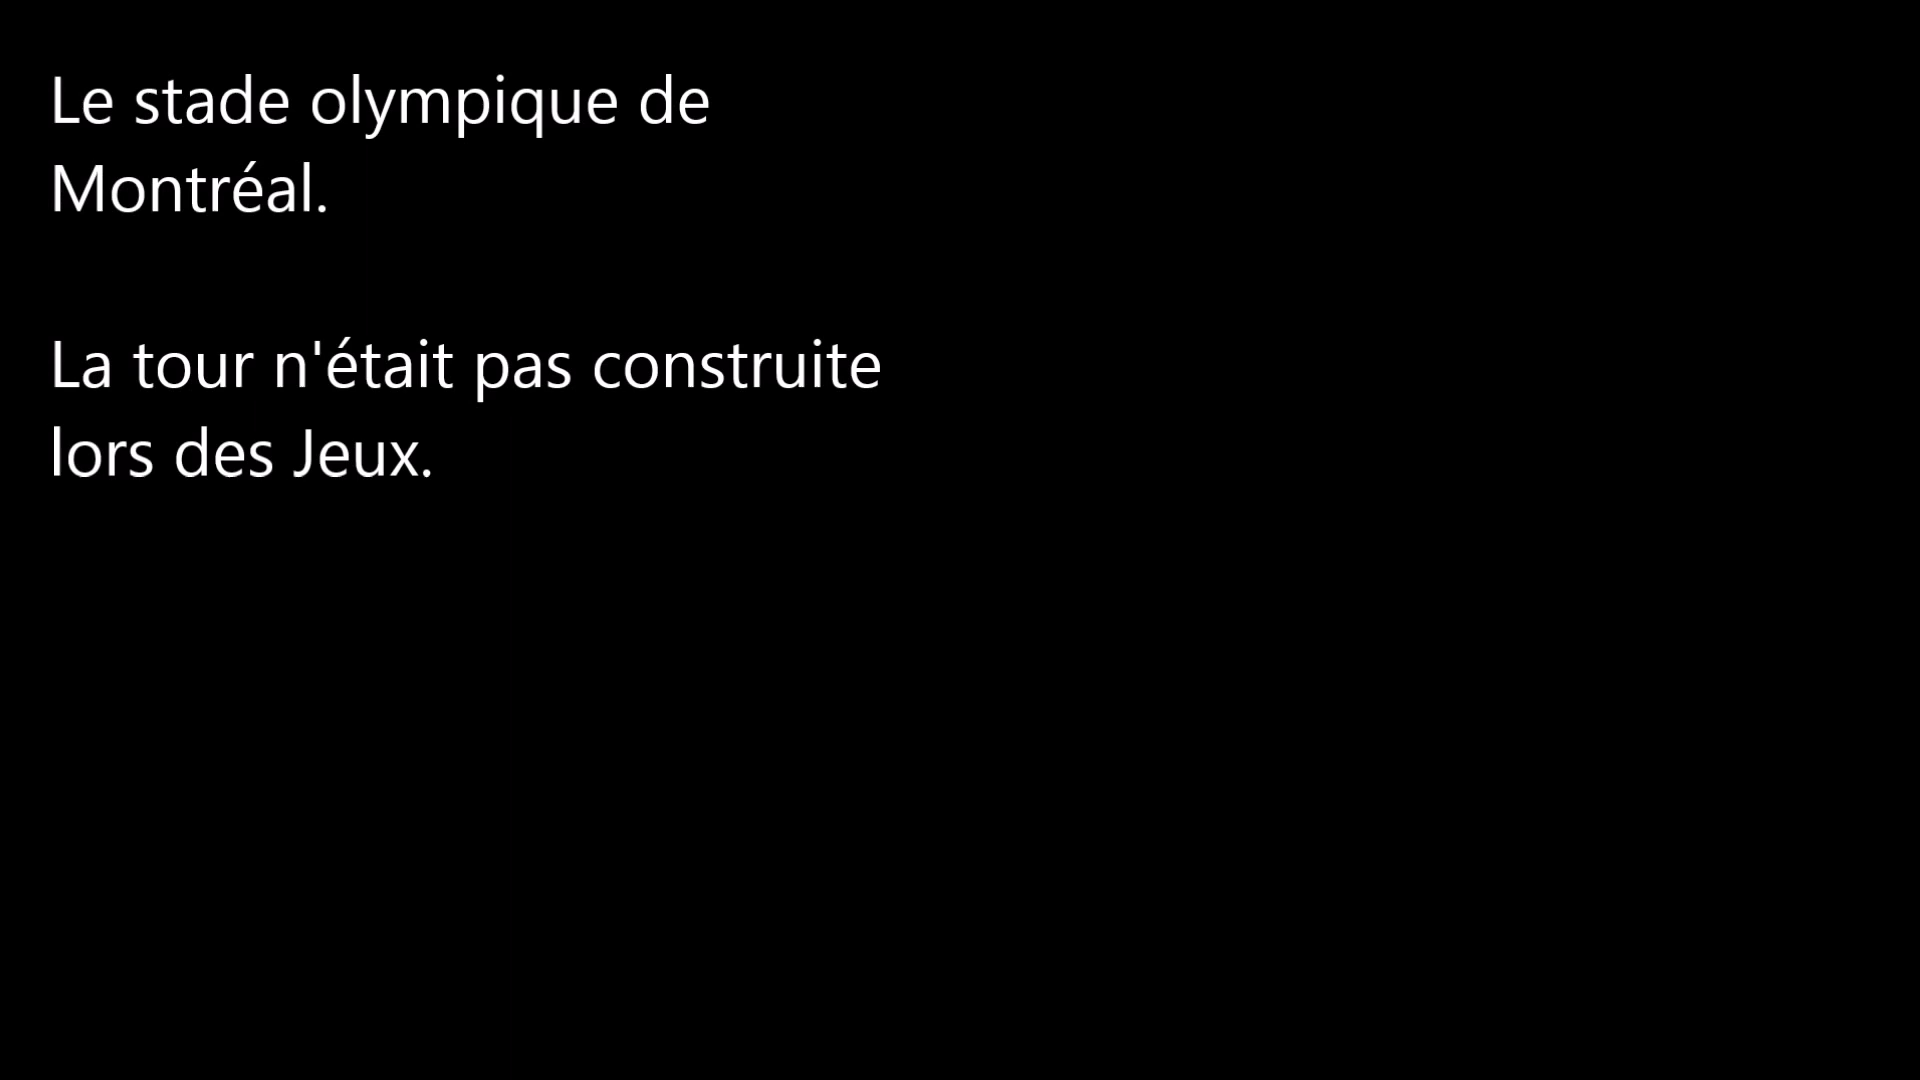 Le stade olympique de
Montréal.
La tour n'était pas construite
lors des Jeux.